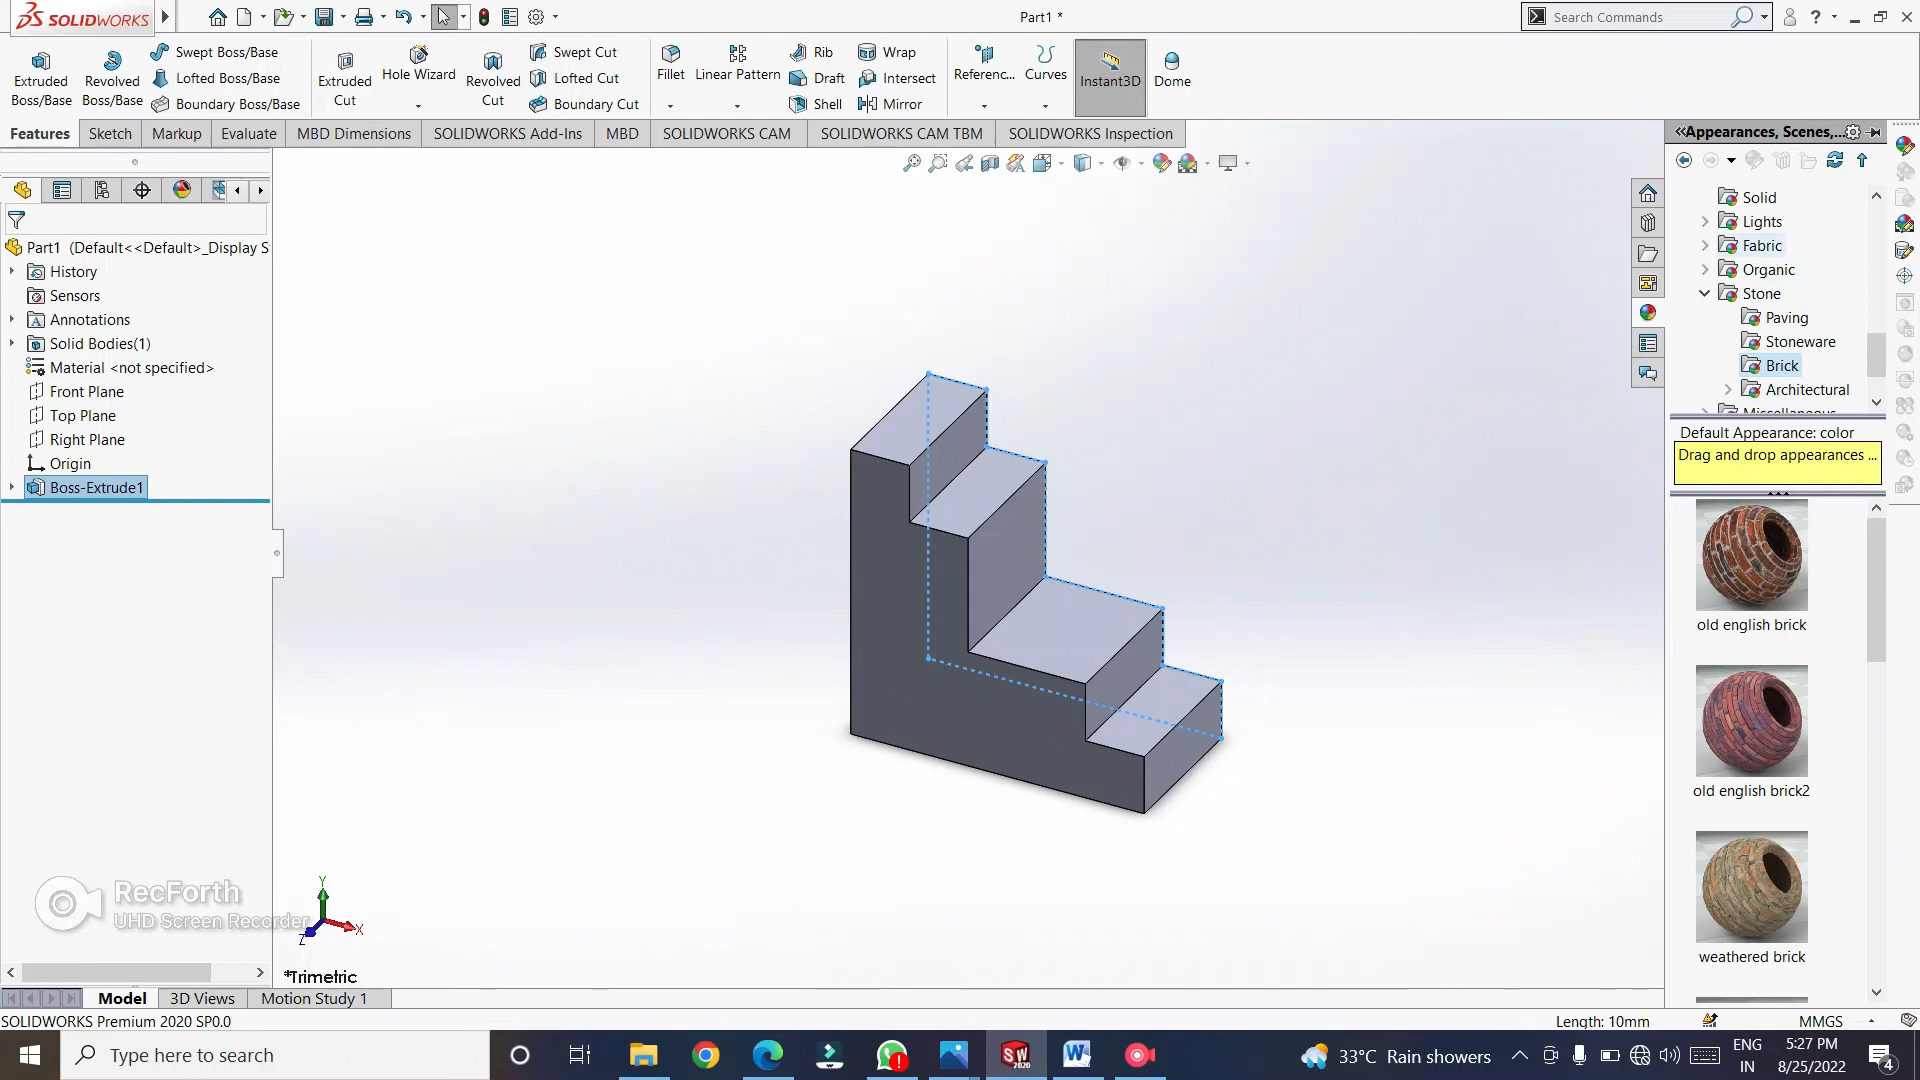 SOLIDWORKS
Part1 *
Search Commands
Extruded Boss/Base
Revolved Boss/Base
Swept Boss/Base
Lofted Boss/Base
Boundary Boss/Base
Extruded Cut
Hole Wizard
Revolved Cut
Swept Cut
Lofted Cut
Boundary Cut
Fillet
Linear Pattern
Rib
Draft
Shell
Wrap
Intersect
Mirror
Referenc...
Curves
Instant3D
Dome
Features
Sketch
Markup
Evaluate
MBD Dimensions
SOLIDWORKS Add-Ins
MBD
SOLIDWORKS CAM
SOLIDWORKS CAM TBM
SOLIDWORKS Inspection
Part1 (Default<<Default>_Display S
History
Sensors
Annotations
Solid Bodies(1)
Material <not specified>
Front Plane
Top Plane
Right Plane
Origin
Boss-Extrude1
Appearances, Scenes,...
Solid
Lights
Fabric
Organic
Stone
Paving
Stoneware
Brick
Architectural
Miscellaneous
Default Appearance: color
Drag and drop appearances ...
old english brick
old english brick2
weathered brick
RecForth
UHD Screen Recorder
Y
X
Z
*Trimetric
Model
3D Views
Motion Study 1
SOLIDWORKS Premium 2020 SP0.0
Length: 10mm
MMGS
Type here to search
SW
2020
W
33°C Rain showers
ENG
IN
5:27 PM
8/25/2022
4